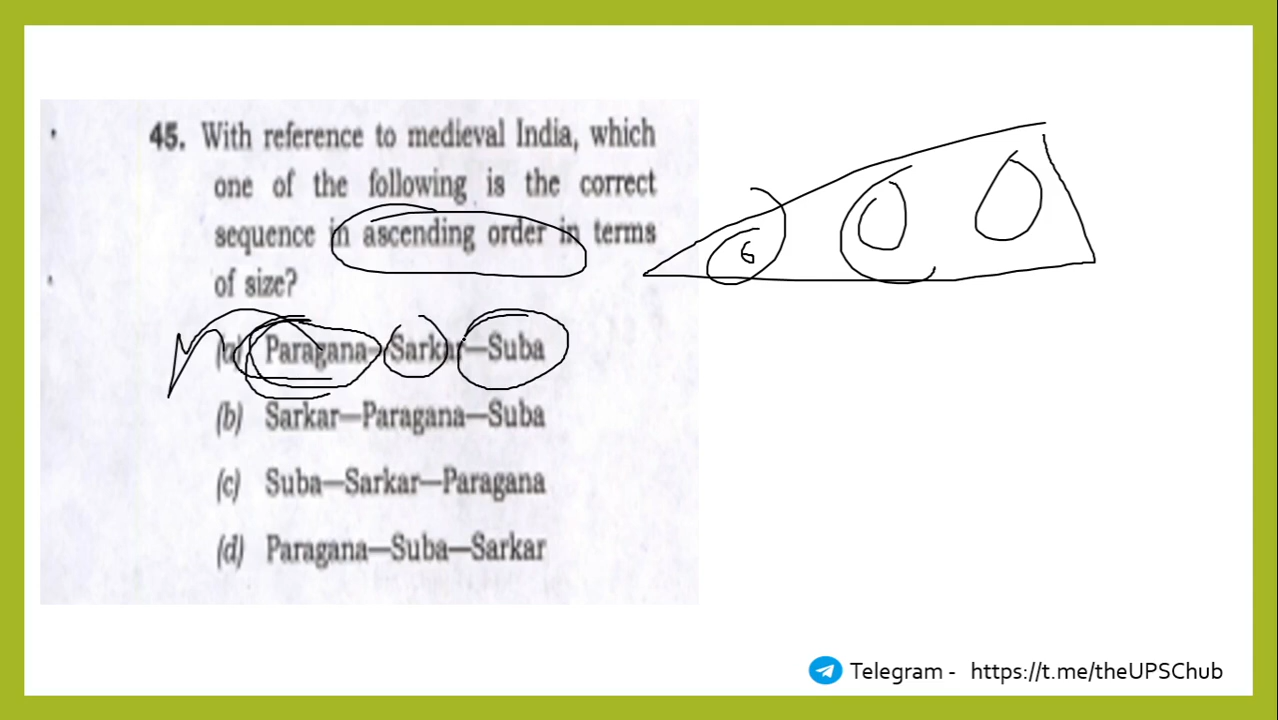 45. With reference to medieval India, which
one of the following is the correct
sequence in ascending order in terms
of size?
(a) Paragana—Sarkar—Suba
(b) Sarkar—Paragana—Suba
(c) Suba—Sarkar—Paragana
(d) Paragana—Suba—Sarkar
Telegram - https://t.me/theUPSChub